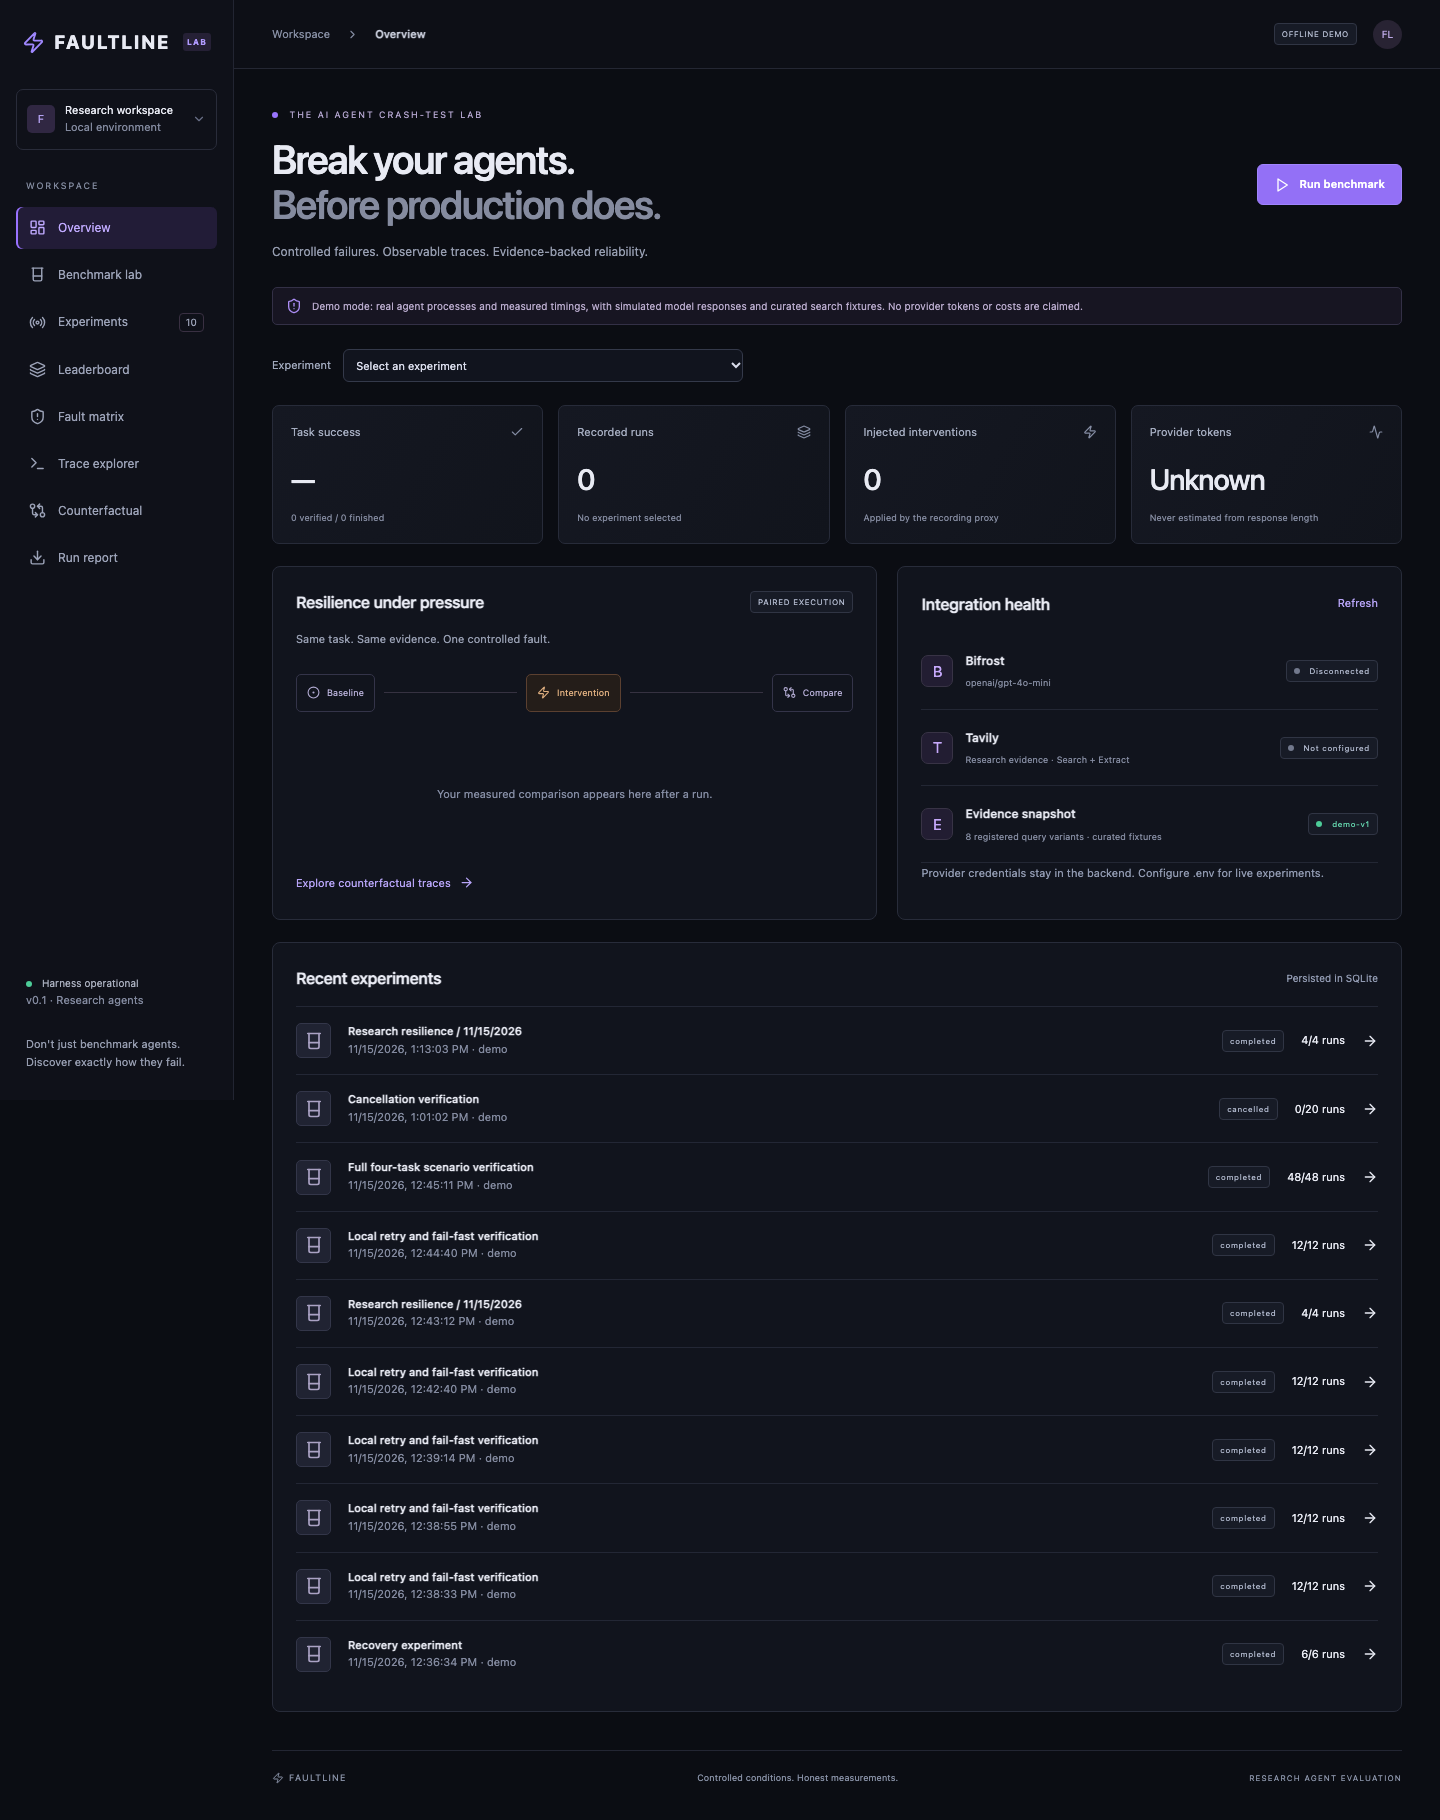 FAULTLINE LAB
F
Research workspace
Local environment
WORKSPACE
Overview
Benchmark lab
Experiments 10
Leaderboard
Fault matrix
Trace explorer
Counterfactual
Run report
Harness operational
v0.1 · Research agents
Don't just benchmark agents.
Discover exactly how they fail.
Workspace > Overview
OFFLINE DEMO
FL
THE AI AGENT CRASH-TEST LAB
Break your agents.
Before production does.
Controlled failures. Observable traces. Evidence-backed reliability.
Run benchmark
Demo mode: real agent processes and measured timings, with simulated model responses and curated search fixtures. No provider tokens or costs are claimed.
Experiment Select an experiment
Task success
—
0 verified / 0 finished
Recorded runs
0
No experiment selected
Injected interventions
0
Applied by the recording proxy
Provider tokens
Unknown
Never estimated from response length
Resilience under pressure
PAIRED EXECUTION
Same task. Same evidence. One controlled fault.
Baseline
Intervention
Compare
Your measured comparison appears here after a run.
Explore counterfactual traces
Integration health
Refresh
B
Bifrost
openai/gpt-4o-mini
Disconnected
T
Tavily
Research evidence · Search + Extract
Not configured
E
Evidence snapshot
8 registered query variants · curated fixtures
demo-v1
Provider credentials stay in the backend. Configure .env for live experiments.
Recent experiments
Persisted in SQLite
Research resilience / 11/15/2026
11/15/2026, 1:13:03 PM · demo
completed 4/4 runs
Cancellation verification
11/15/2026, 1:01:02 PM · demo
cancelled 0/20 runs
Full four-task scenario verification
11/15/2026, 12:45:11 PM · demo
completed 48/48 runs
Local retry and fail-fast verification
11/15/2026, 12:44:40 PM · demo
completed 12/12 runs
Research resilience / 11/15/2026
11/15/2026, 12:43:12 PM · demo
completed 4/4 runs
Local retry and fail-fast verification
11/15/2026, 12:42:40 PM · demo
completed 12/12 runs
Local retry and fail-fast verification
11/15/2026, 12:39:14 PM · demo
completed 12/12 runs
Local retry and fail-fast verification
11/15/2026, 12:38:55 PM · demo
completed 12/12 runs
Local retry and fail-fast verification
11/15/2026, 12:38:33 PM · demo
completed 12/12 runs
Recovery experiment
11/15/2026, 12:36:34 PM · demo
completed 6/6 runs
FAULTLINE
Controlled conditions. Honest measurements.
RESEARCH AGENT EVALUATION